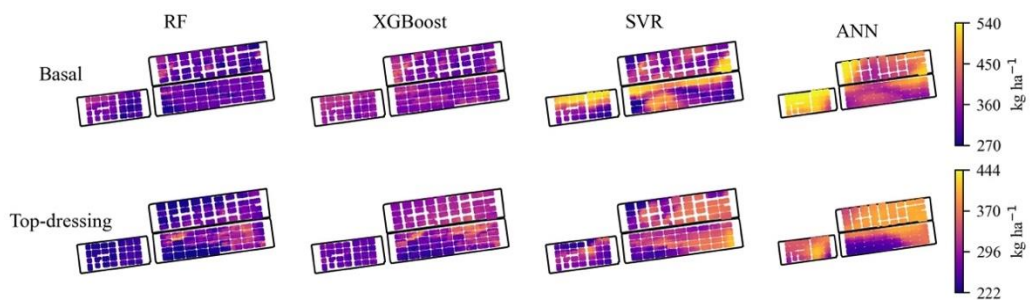 RF XGBoost SVR ANN
Basal
540
450
360
270
kg ha⁻¹
Top-dressing
444
370
296
222
kg ha⁻¹